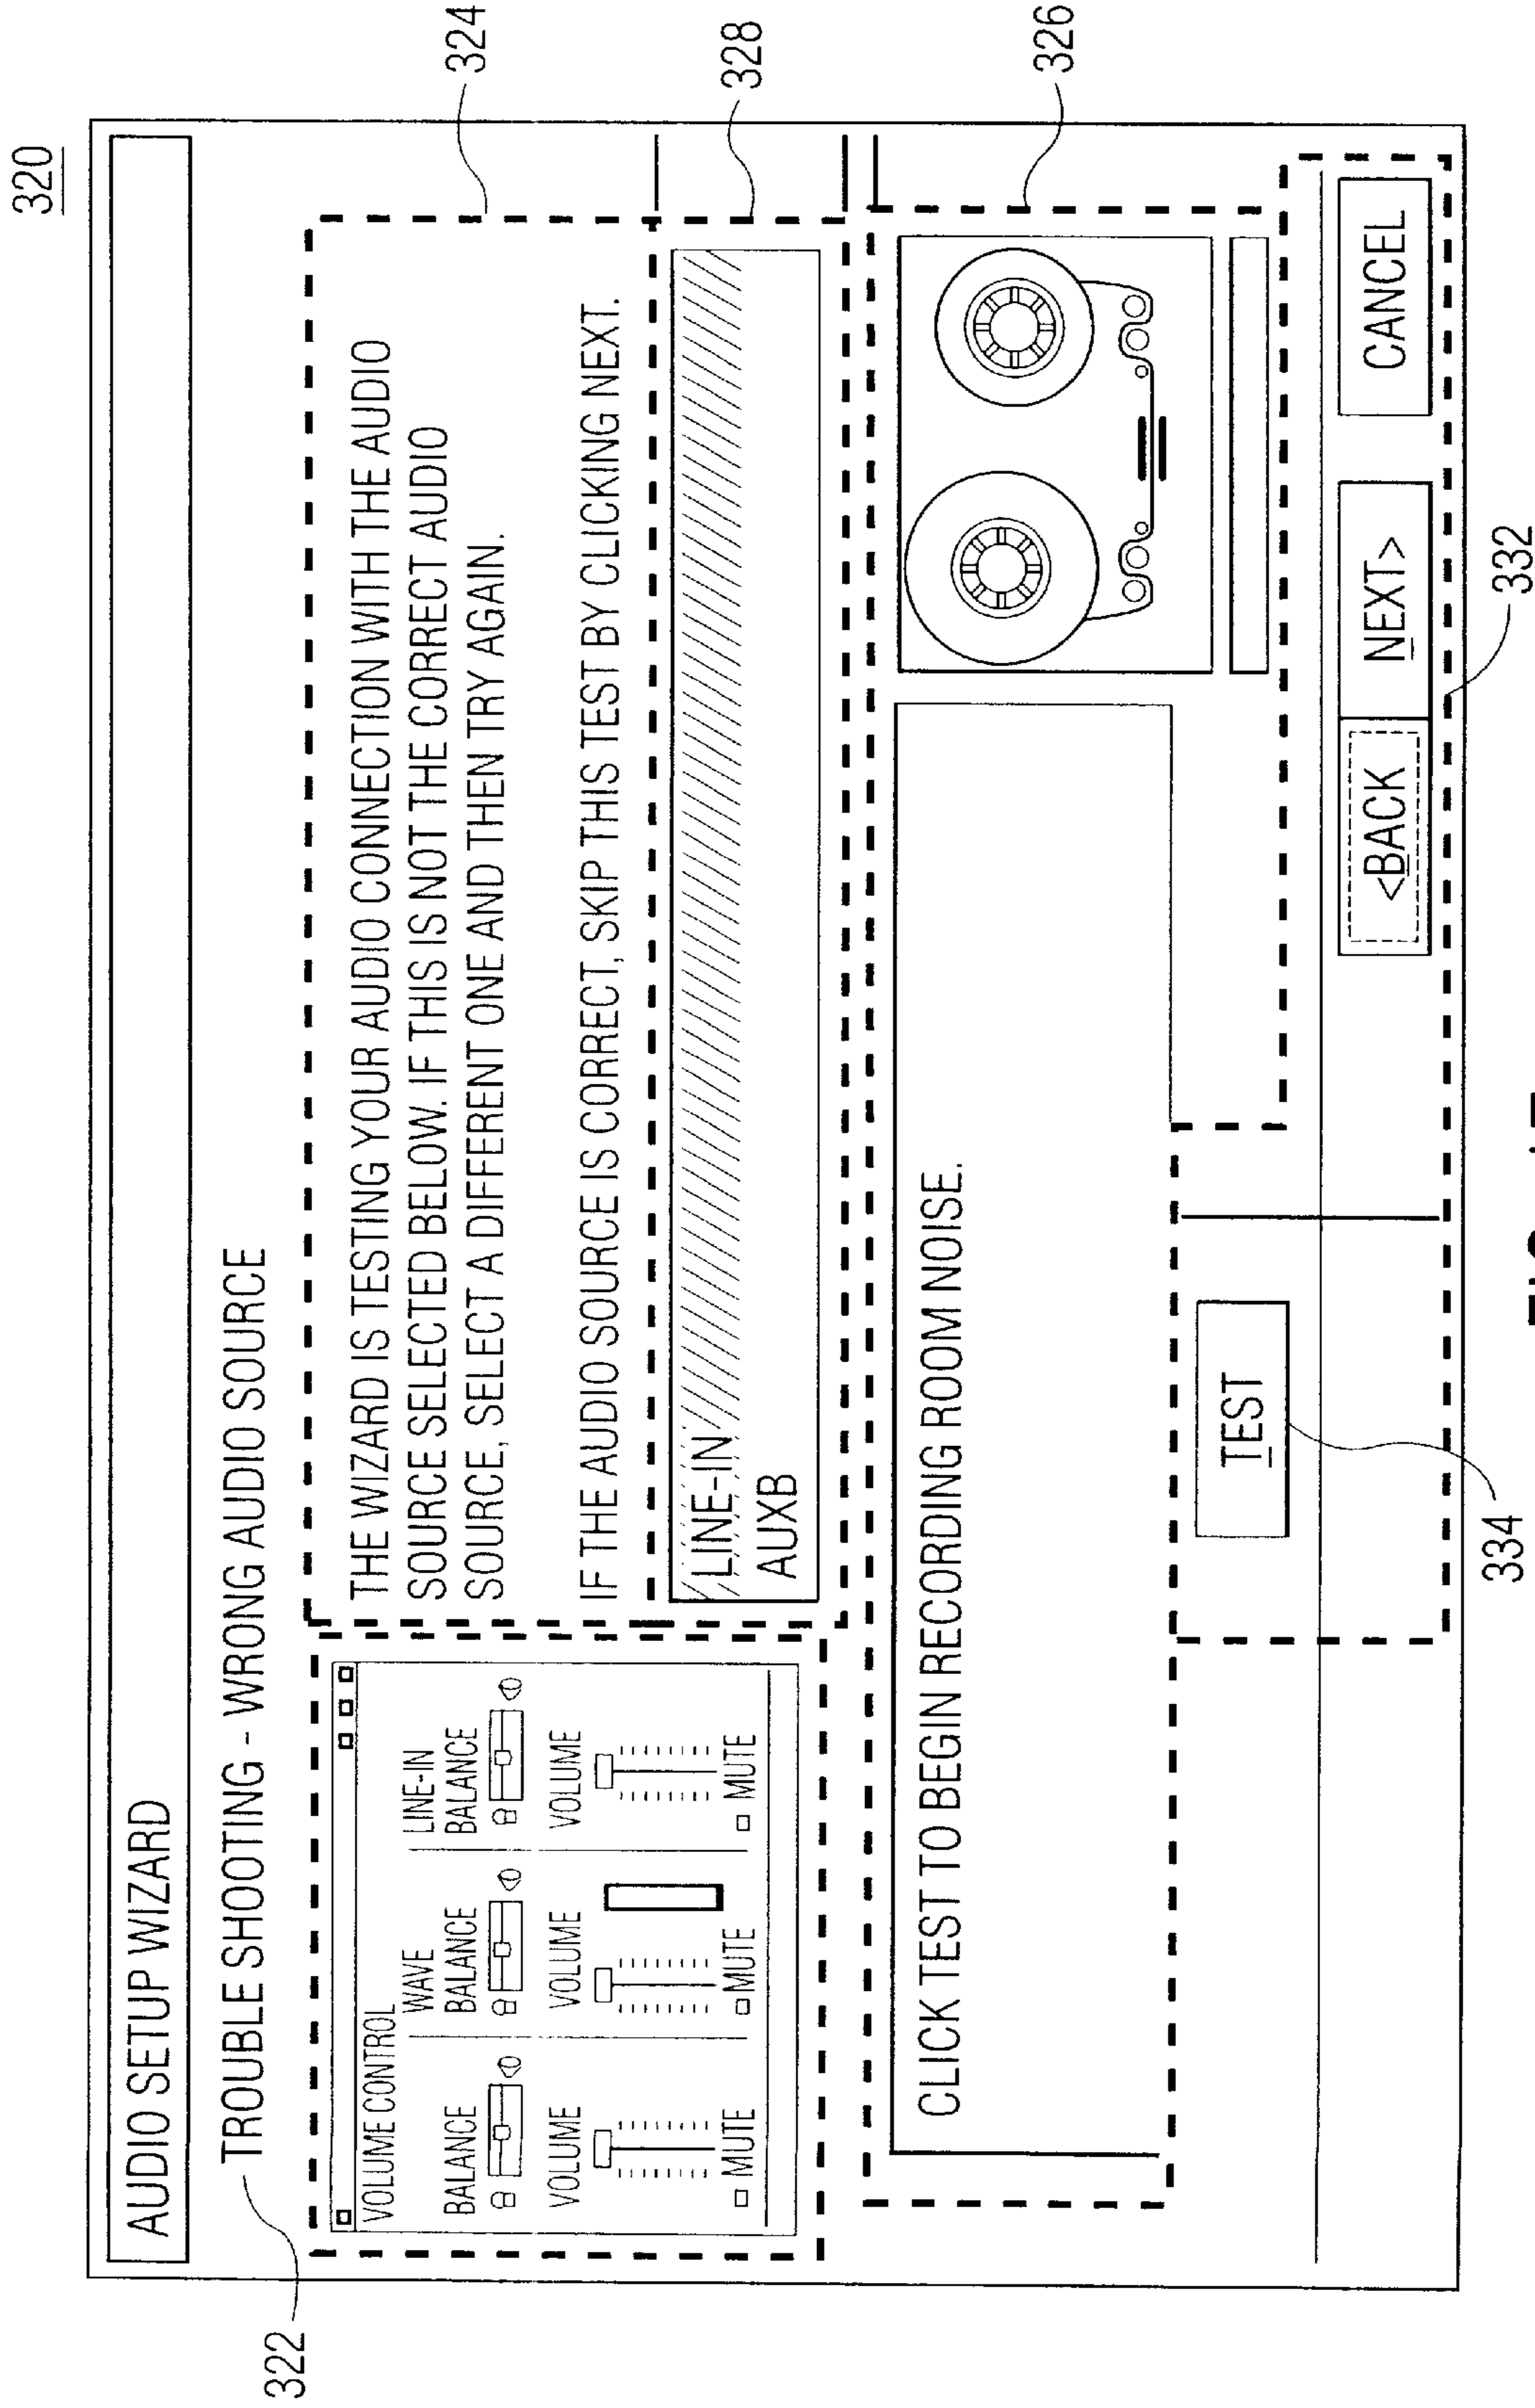 320
AUDIO SETUP WIZARD
322
TROUBLE SHOOTING - WRONG AUDIO SOURCE
VOLUME CONTROL
WAVE
LINE-IN
BALANCE
BALANCE
BALANCE
VOLUME
VOLUME
VOLUME
MUTE
MUTE
MUTE
THE WIZARD IS TESTING YOUR AUDIO CONNECTION WITH THE AUDIO
SOURCE SELECTED BELOW. IF THIS IS NOT THE CORRECT AUDIO
SOURCE, SELECT A DIFFERENT ONE AND THEN TRY AGAIN.
IF THE AUDIO SOURCE IS CORRECT, SKIP THIS TEST BY CLICKING NEXT.
324
LINE-IN
AUXB
328
CLICK TEST TO BEGIN RECORDING ROOM NOISE.
326
TEST
334
<BACK
NEXT>
CANCEL
332